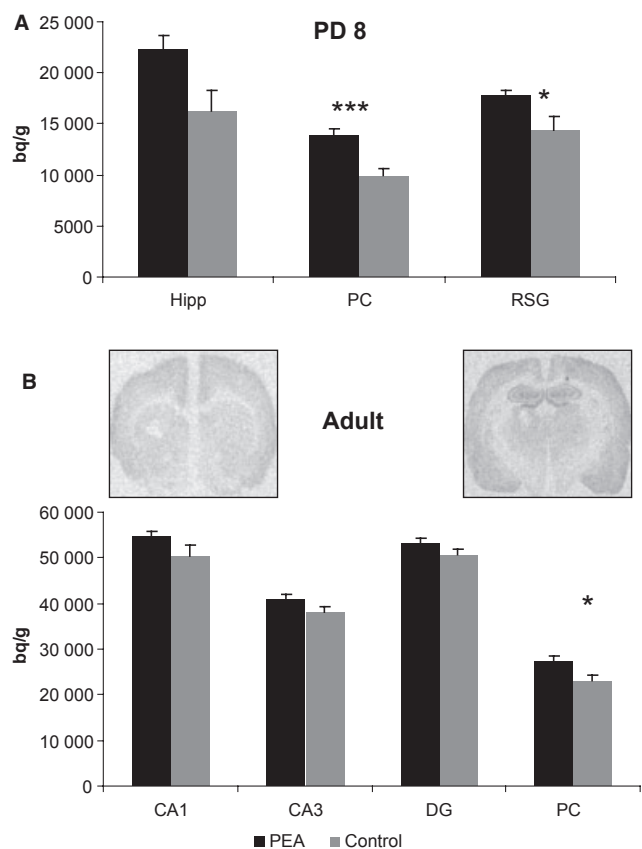 A
PD 8
25 000
20 000
15 000
10 000
5000
0
bq/g
***
*
Hipp PC RSG
B
Adult
60 000
50 000
40 000
30 000
20 000
10 000
0
bq/g
*
CA1 CA3 DG PC
PEA Control